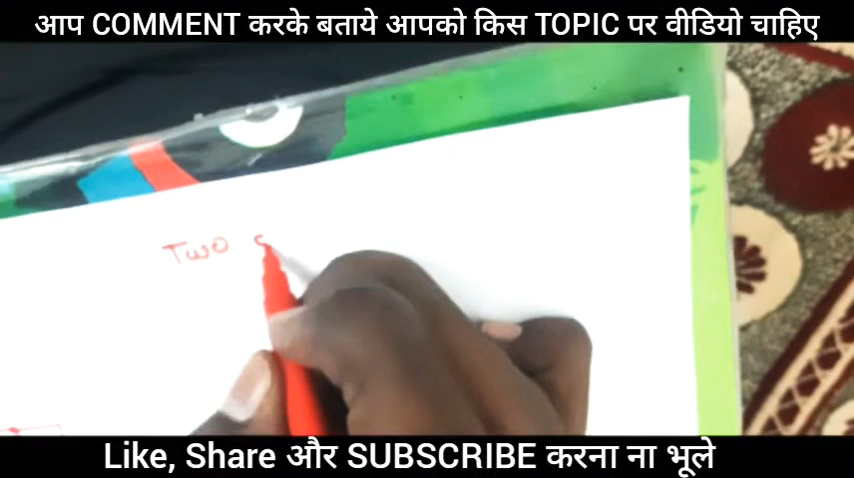 आप COMMENT करके बताये आपको किस TOPIC पर वीडियो चाहिए
Two
Like, Share और SUBSCRIBE करना ना भूले